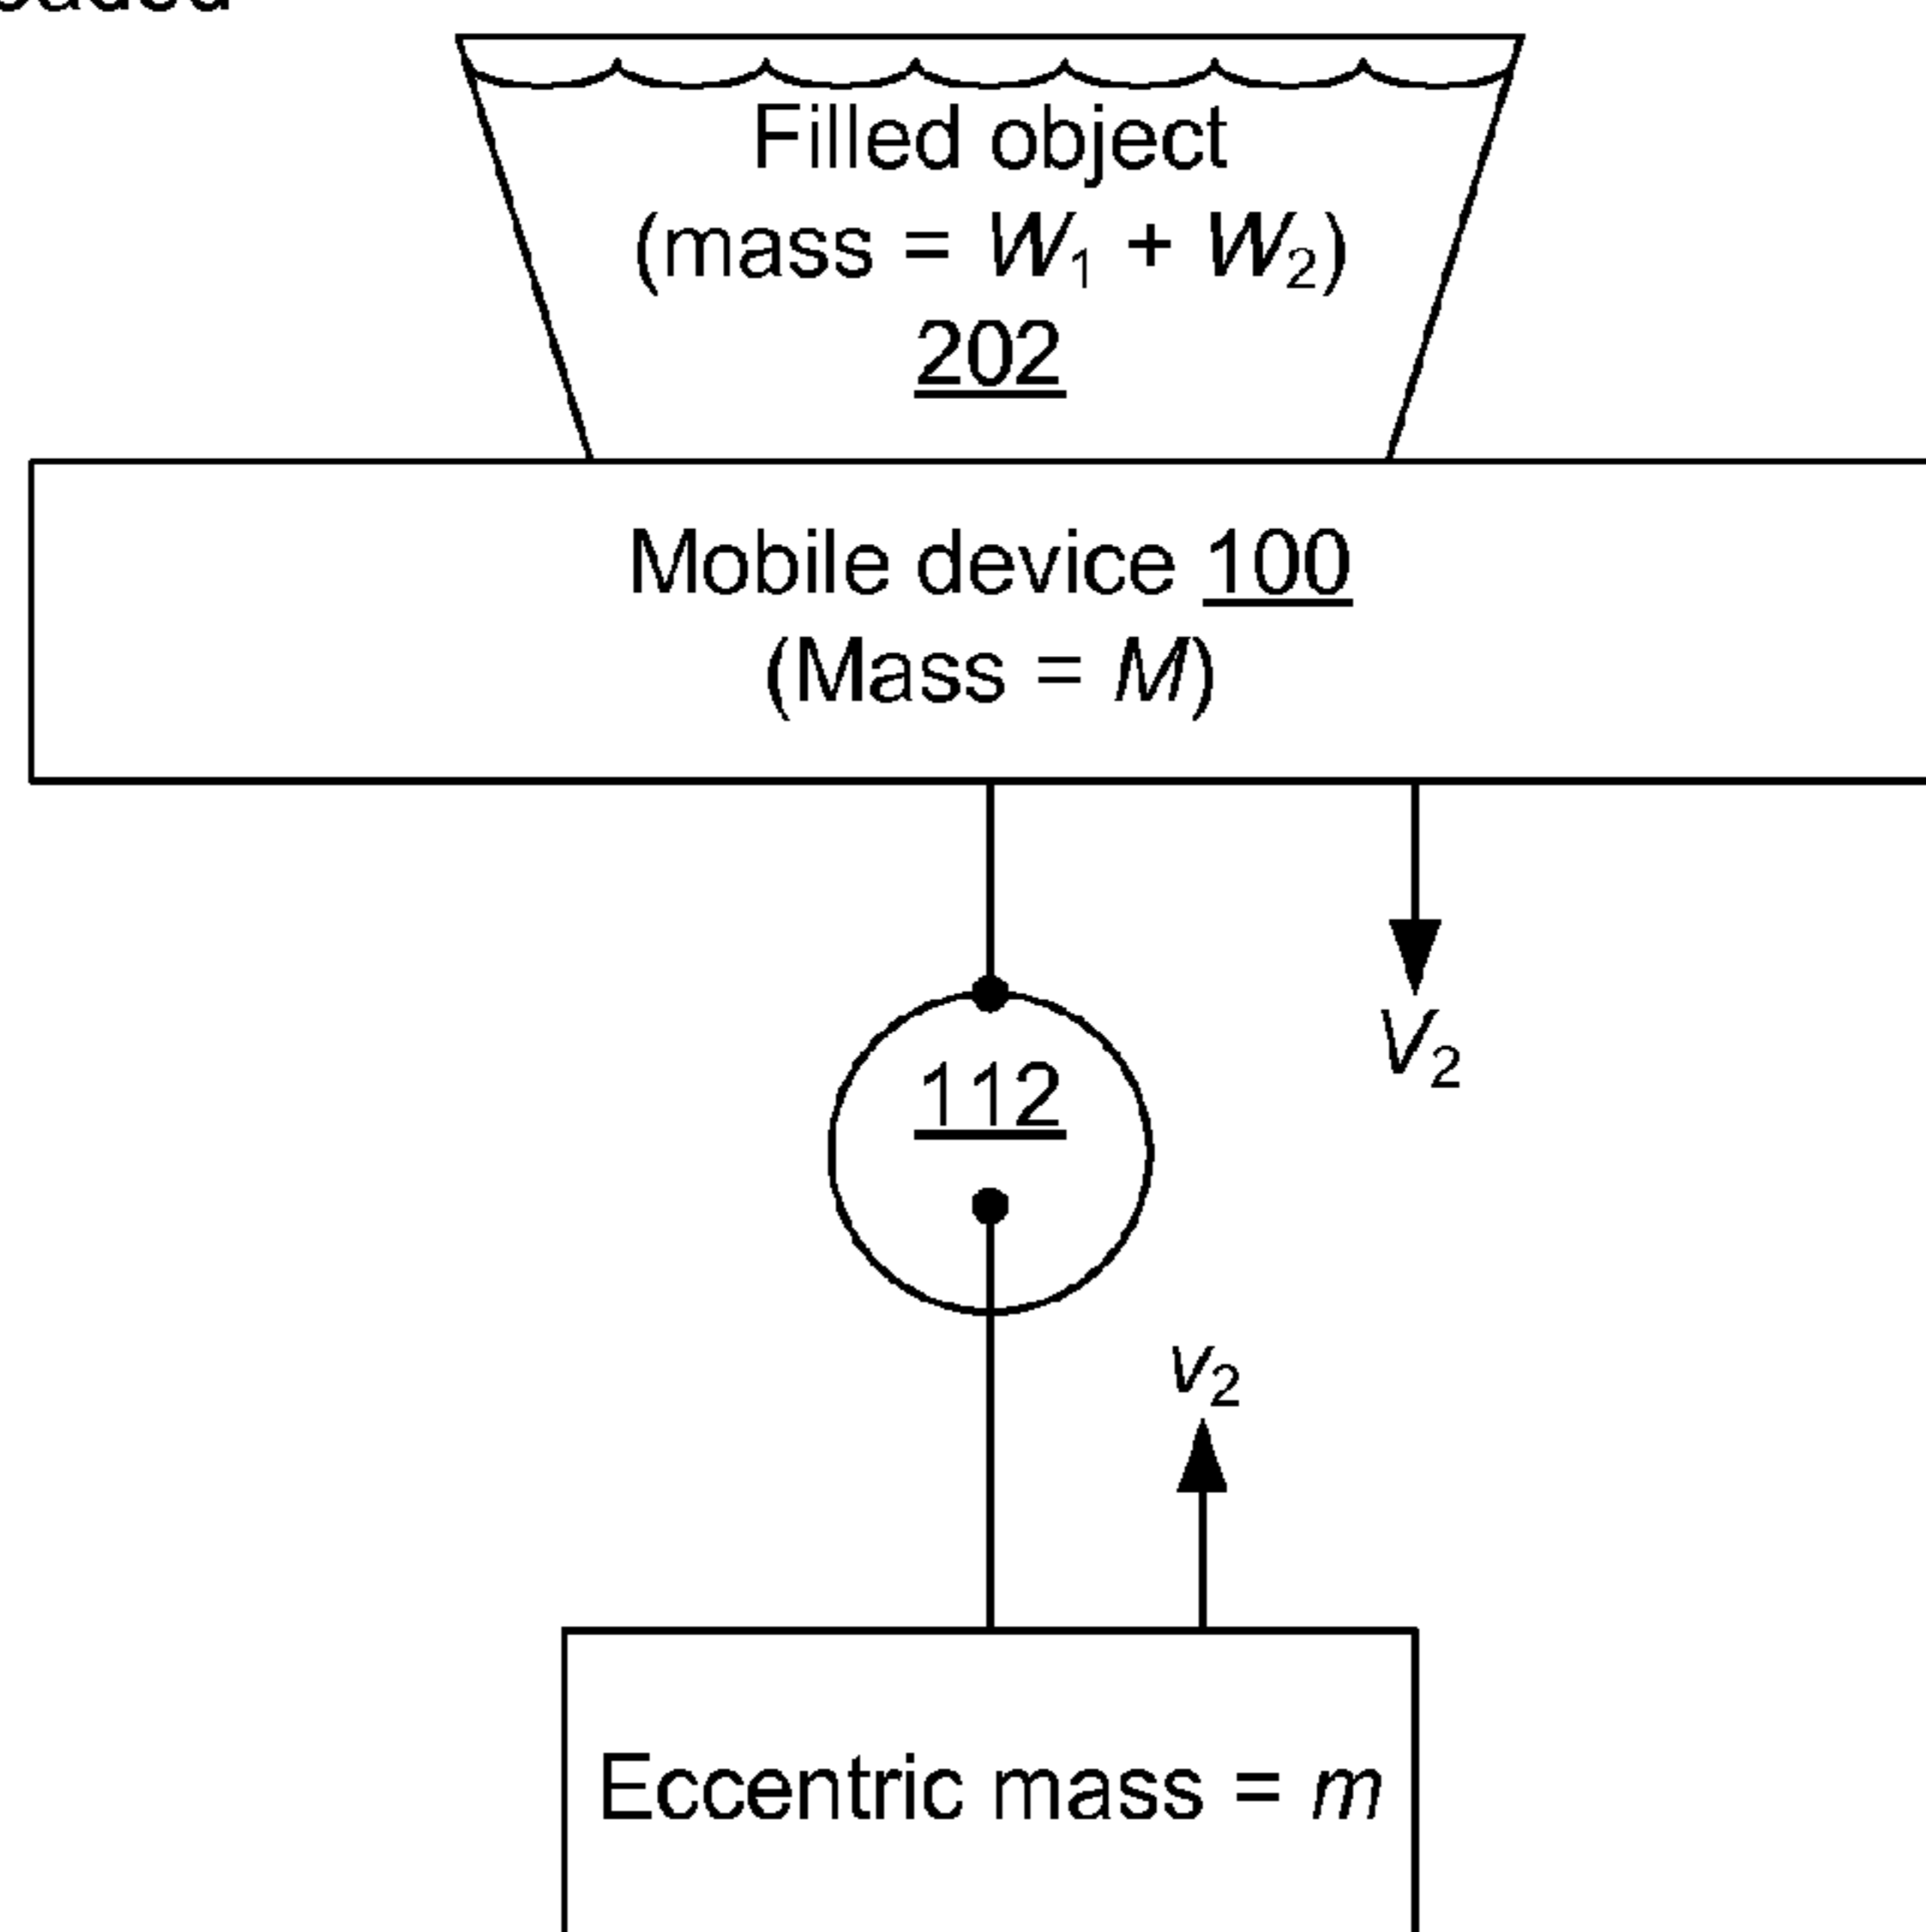 Filled object
(mass = W₁ + W₂)
202
Mobile device 100
(Mass = M)
V₂
112
v₂
Eccentric mass = m